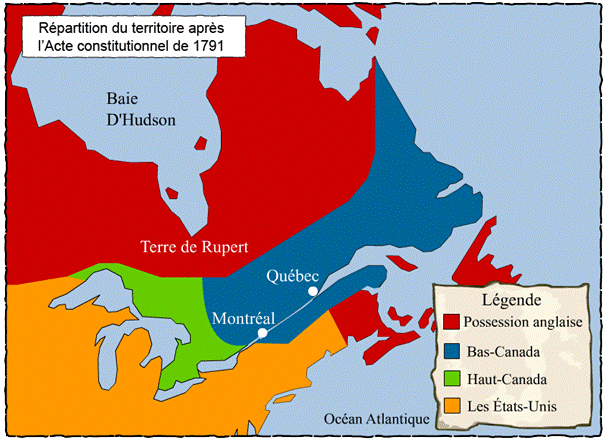 Répartition du territoire après
l'Acte constitutionnel de 1791
Baie
D'Hudson
Terre de Rupert
Québec
Montréal
Légende
Possession anglaise
Bas-Canada
Haut-Canada
Les États-Unis
Océan Atlantique